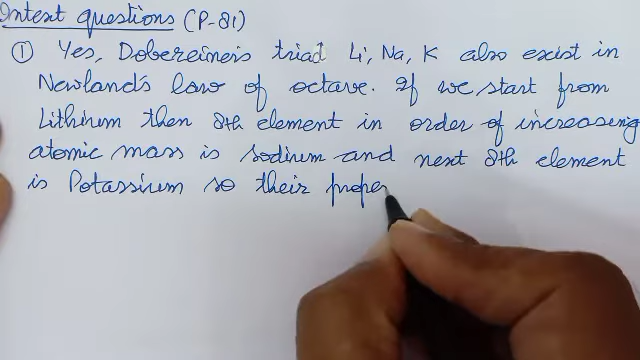 Intext questions (P-81)
① Yes, Dobereiner's triad Li, Na, K also exist in
Newland's law of octave. If we start from
Lithium then 8th element in order of increasing
atomic mass is sodium and next 8th element
is Potassium so their prope